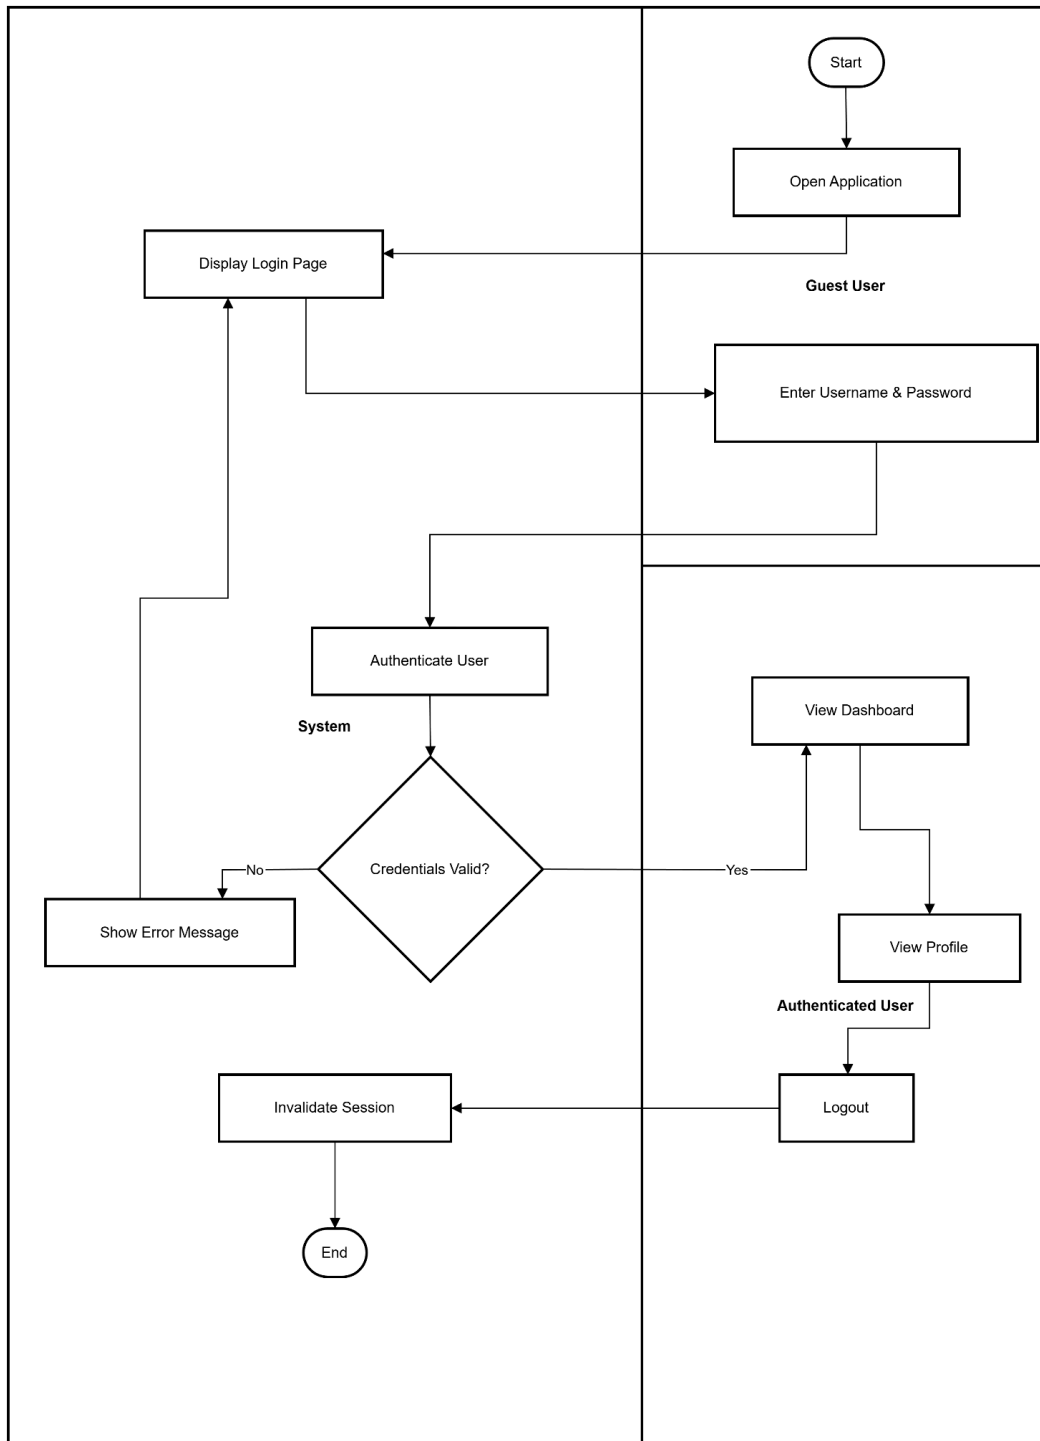 Start
Open Application
Display Login Page
Guest User
Enter Username & Password
Authenticate User
System
View Dashboard
Credentials Valid?
No
Yes
Show Error Message
View Profile
Authenticated User
Invalidate Session
Logout
End